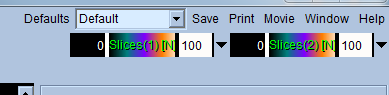 Defaults Default Save Print Movie Window Help
0 Slices(1) [N] 100 0 Slices(2) [N] 100